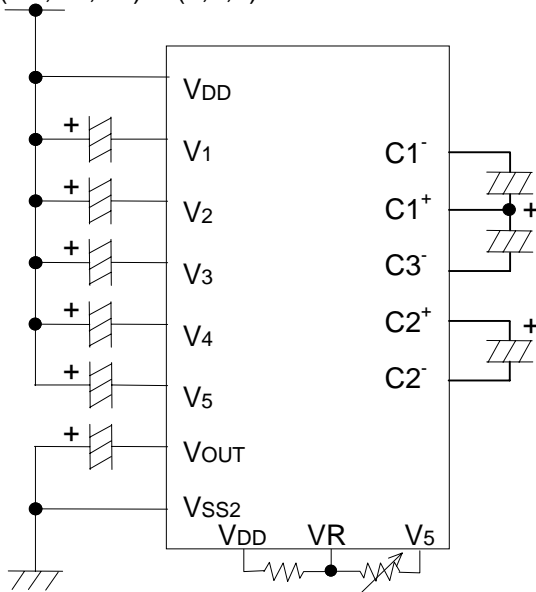 VDD
+
V1
C1-
+
V2
C1+
+
+
V3
C3-
+
V4
C2+
+
+
V5
C2-
+
VOUT
VSS2
VDD VR V5